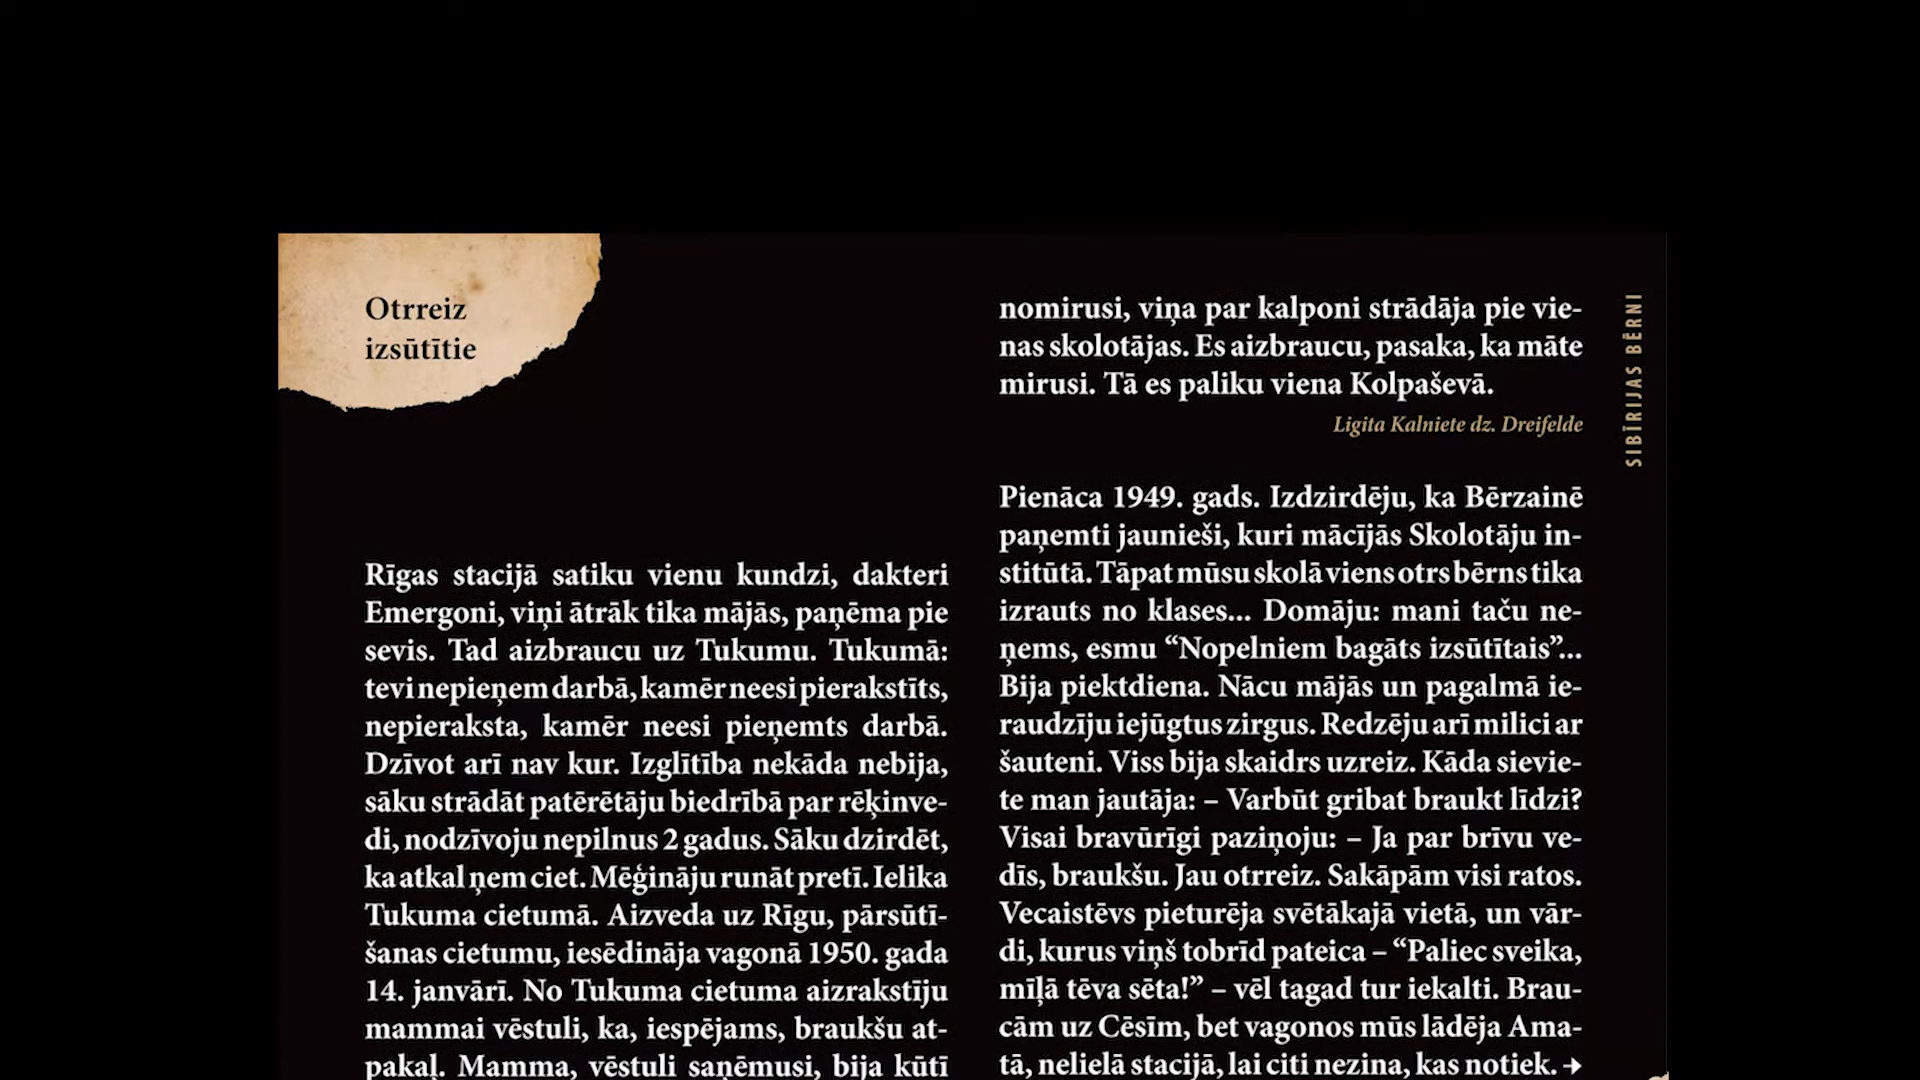 Otrreiz
izsūtītie
Rīgas stacijā satiku vienu kundzi, dakteri
Emergoni, viņi ātrāk tika mājās, paņēma pie
sevis. Tad aizbraucu uz Tukumu. Tukumā:
tevi nepieņem darbā, kamēr neesi pierakstīts,
nepieraksta, kamēr neesi pieņemts darbā.
Dzīvot arī nav kur. Izglītība nekāda nebija,
sāku strādāt patērētāju biedrībā par rēķinve-
di, nodzīvoju nepilnus 2 gadus. Sāku dzirdēt,
ka atkal ņem ciet. Mēģināju runāt pretī. Ielika
Tukuma cietumā. Aizveda uz Rīgu, pārsūtī-
šanas cietumu, iesēdināja vagonā 1950. gada
14. janvārī. No Tukuma cietuma aizrakstīju
mammai vēstuli, ka, iespējams, braukšu at-
pakaļ. Mamma, vēstuli saņēmusi, bija kūtī
nomirusi, viņa par kalponi strādāja pie vie-
nas skolotājas. Es aizbraucu, pasaka, ka māte
mirusi. Tā es paliku viena Kolpaševā.
Ligita Kalniete dz. Dreifelde
Pienāca 1949. gads. Izdzirdēju, ka Bērzainē
paņemti jaunieši, kuri mācījās Skolotāju in-
stitūtā. Tāpat mūsu skolā viens otrs bērns tika
izrauts no klases... Domāju: mani taču ne-
ņems, esmu “Nopelniem bagāts izsūtītais”...
Bija piektdiena. Nācu mājās un pagalmā ie-
raudzīju iejūgtus zirgus. Redzēju arī milici ar
šauteni. Viss bija skaidrs uzreiz. Kāda sievie-
te man jautāja: – Varbūt gribat braukt līdzi?
Visai bravūrīgi paziņoju: – Ja par brīvu ve-
dīs, braukšu. Jau otrreiz. Sakāpām visi ratos.
Vecaistēvs pieturēja svētākajā vietā, un vār-
di, kurus viņš tobrīd pateica – “Paliec sveika,
mīļā tēva sēta!” – vēl tagad tur iekalti. Brau-
cām uz Cēsīm, bet vagonos mūs lādēja Ama-
tā, nelielā stacijā, lai citi nezina, kas notiek. →
SIBĪRIJAS BĒRNI